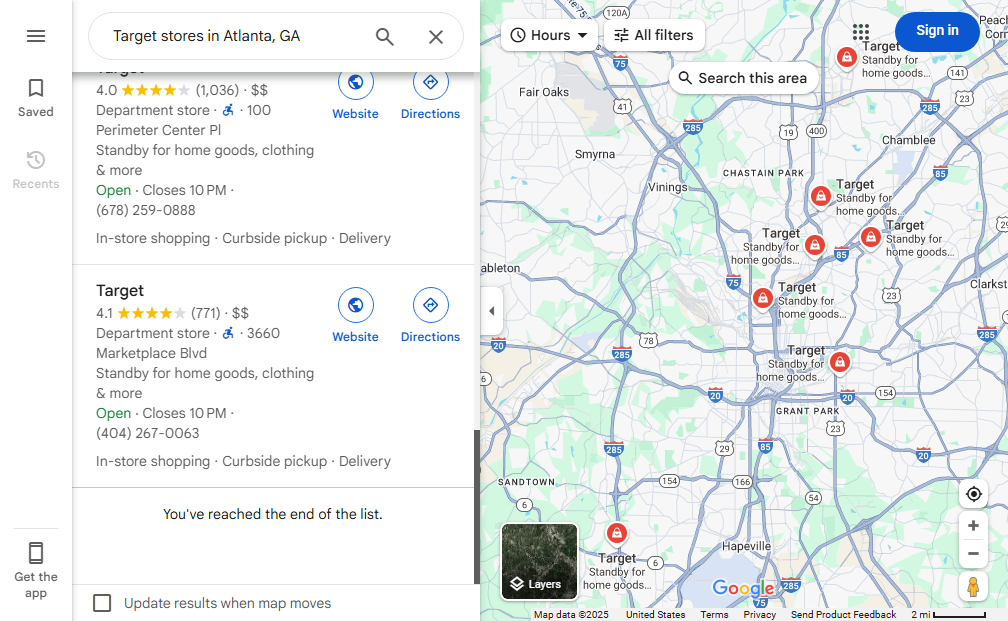 Target stores in Atlanta, GA
Saved
Recents
Get the
app
Target
4.0 (1,036) · $$
Department store · 100
Perimeter Center Pl
Standby for home goods, clothing
& more
Open · Closes 10 PM ·
(678) 259-0888
Website
Directions
In-store shopping · Curbside pickup · Delivery
Target
4.1 (771) · $$
Department store · 3660
Marketplace Blvd
Standby for home goods, clothing
& more
Open · Closes 10 PM ·
(404) 267-0063
Website
Directions
In-store shopping · Curbside pickup · Delivery
You've reached the end of the list.
Update results when map moves
Hours
All filters
Sign in
Search this area
120A
75
Peach
Corn
Target
Standby for
home goods...
141
Fair Oaks
41
285
23
285
19
400
Chamblee
Smyrna
CHASTAIN PARK
85
Vinings
Target
Standby for
home goods...
Target
Standby for
home goods...
85
Target
Standby for
home goods...
29
ableton
75
Target
Standby for
home goods...
23
Clarkst
285
20
78
285
Target
Standby for
home goods...
6
20
20
154
GRANT PARK
23
285
29
85
20
SANDTOWN
154
166
54
6
Target
Standby for
home goods...
6
Hapeville
285
75
Layers
Google
Map data ©2025
United States
Terms
Privacy
Send Product Feedback
2 mi